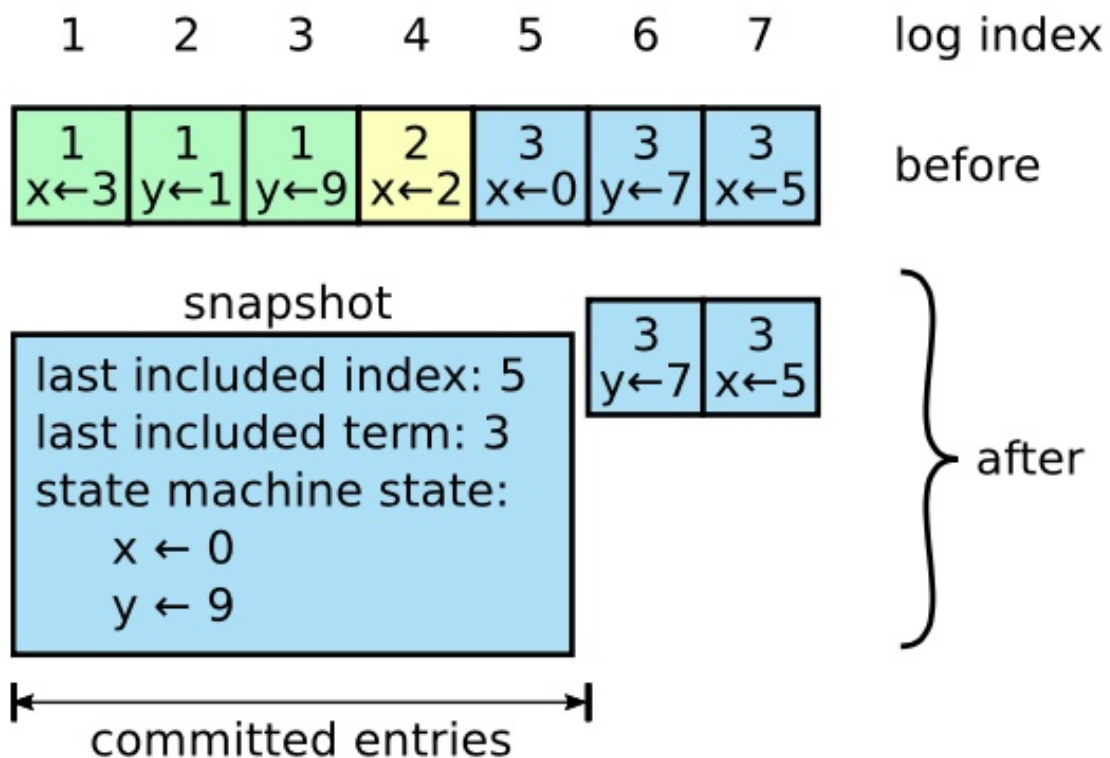 1 2 3 4 5 6 7 log index
1 1 1 2 3 3 3
x←3 y←1 y←9 x←2 x←0 y←7 x←5
before
snapshot
last included index: 5
last included term: 3
state machine state:
x ← 0
y ← 9
3 3
y←7 x←5
after
committed entries